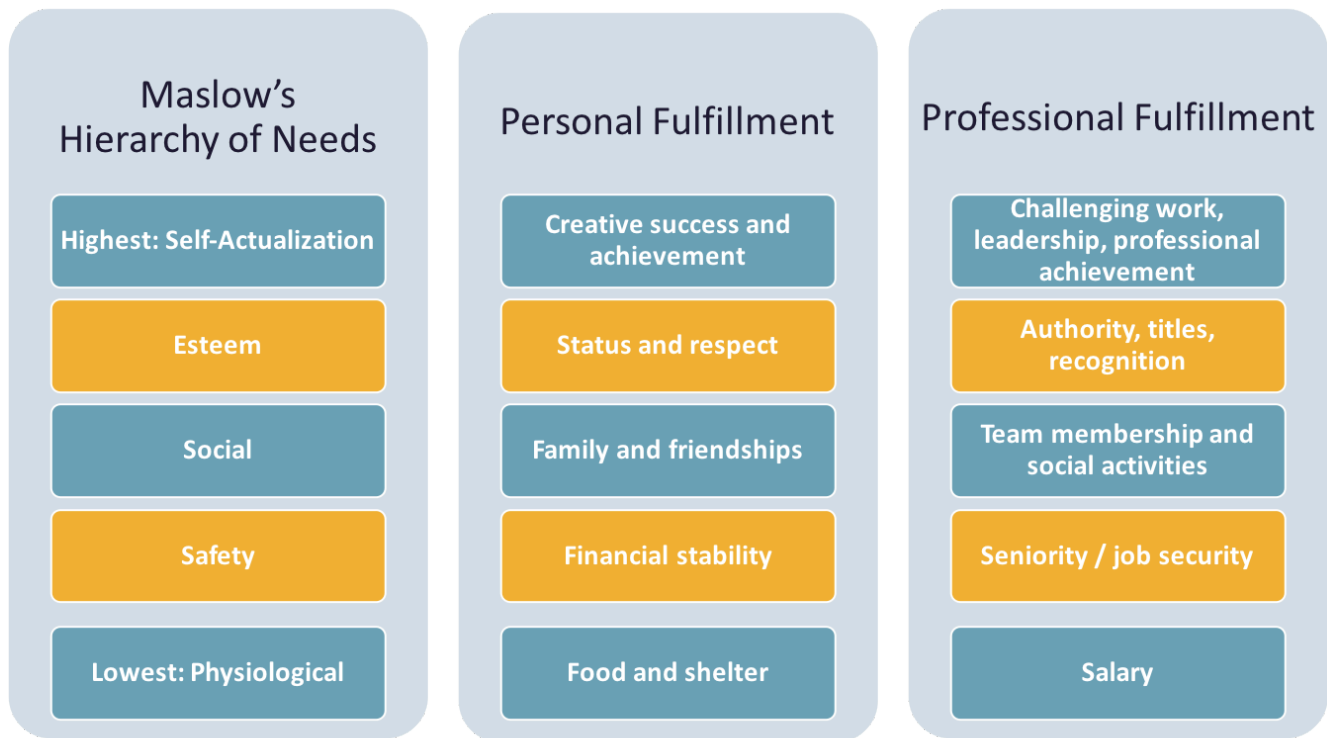 Maslow’s
Hierarchy of Needs
Highest: Self-Actualization
Esteem
Social
Safety
Lowest: Physiological
Personal Fulfillment
Creative success and
achievement
Status and respect
Family and friendships
Financial stability
Food and shelter
Professional Fulfillment
Challenging work,
leadership, professional
achievement
Authority, titles,
recognition
Team membership and
social activities
Seniority / job security
Salary